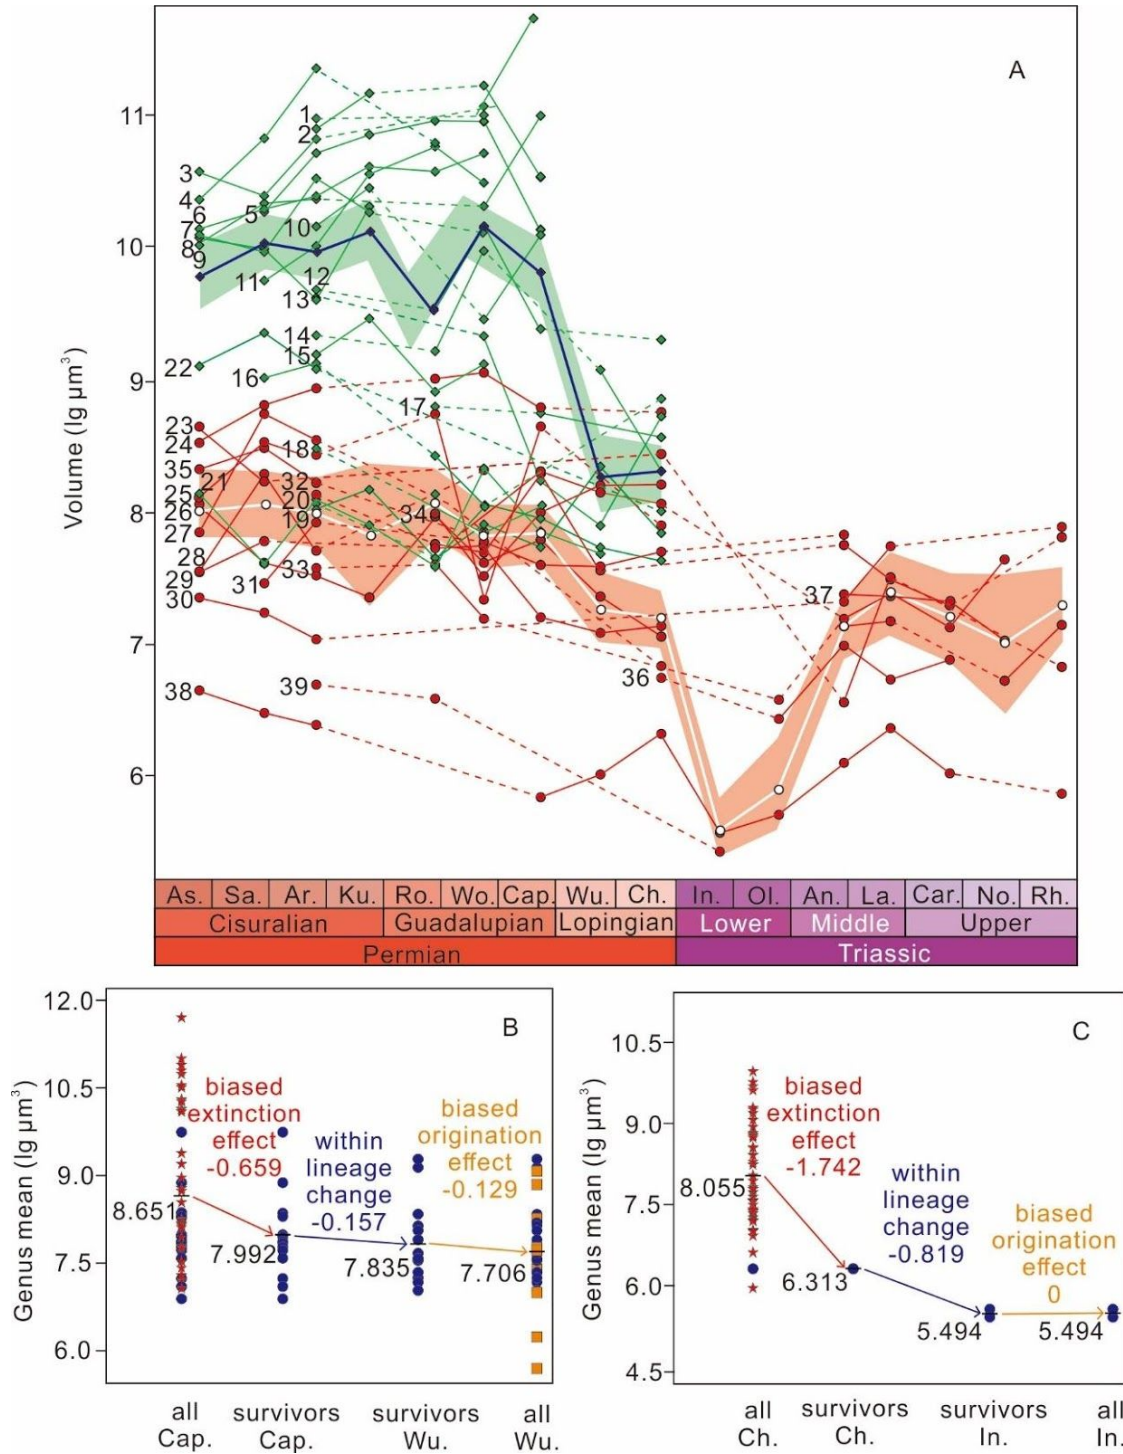 A
11
10
9
8
7
6
Volume (lg μm³)
1
2
3
4
5
6
7
8
9
10
11
12
13
14
15
16
17
18
19
20
21
22
23
24
35
25
26
27
28
29
30
31
32
33
34
36
37
38
39
As. Sa. Ar. Ku. Ro. Wo. Cap. Wu. Ch. In. Ol. An. La. Car. No. Rh.
Cisuralian Guadalupian Lopingian Lower Middle Upper
Permian Triassic
B
12.0
10.5
9.0
7.5
6.0
Genus mean (lg μm³)
biased
extinction
effect
-0.659
within
lineage
change
-0.157
biased
origination
effect
-0.129
8.651
7.992
7.835
7.706
all
Cap.
survivors
Cap.
survivors
Wu.
all
Wu.
C
10.5
9.0
7.5
6.0
4.5
Genus mean (lg μm³)
biased
extinction
effect
-1.742
within
lineage
change
-0.819
biased
origination
effect
0
8.055
6.313
5.494
5.494
all
Ch.
survivors
Ch.
survivors
In.
all
In.